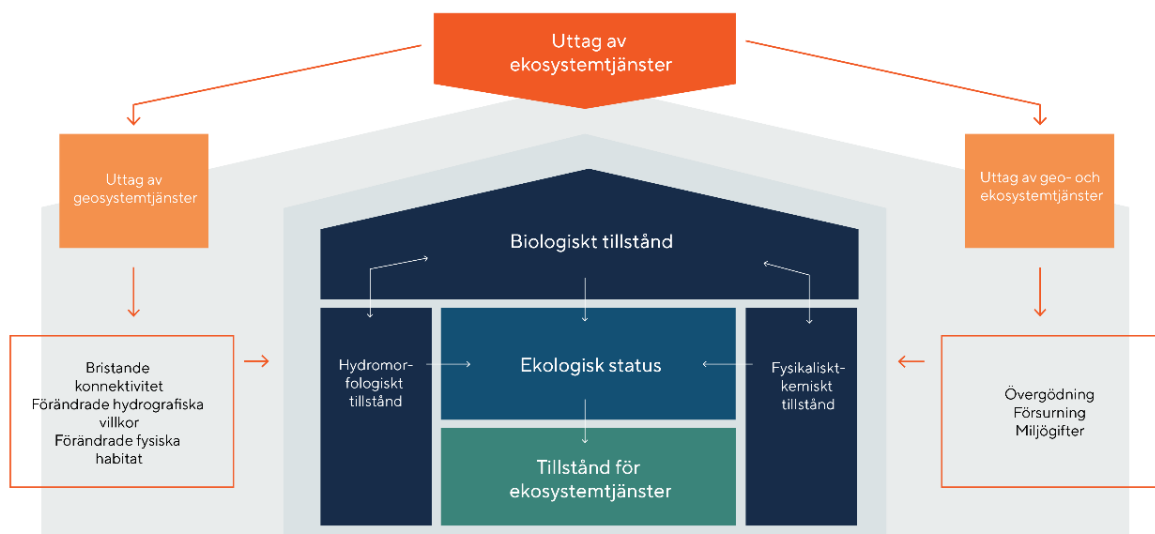 Uttag av
ekosystemtjänster
Uttag av
geosystemtjänster
Uttag av geo- och
ekosystemtjänster
Biologiskt tillstånd
Hydromor-
fologiskt
tillstånd
Ekologisk status
Fysikaliskt-
kemiskt
tillstånd
Bristande
konnektivitet
Förändrade hydrografiska
villkor
Förändrade fysiska
habitat
Övergödning
Försurning
Miljögifter
Tillstånd för
ekosystemtjänster